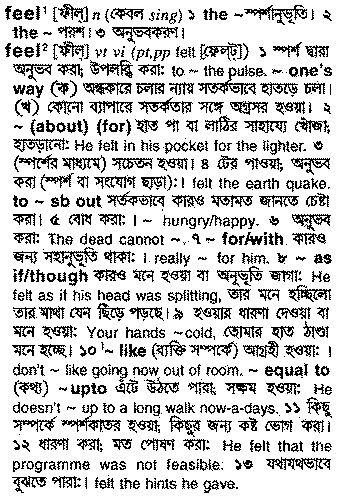 feel¹ [ফীল্] n (কেবল sing) ১ the ~স্পর্শানুভূতি। ২
the ~ পরশ। ৩ অনুভবকরণ।
feel² [ফীল্] vt vi (pt,pp felt [ফ়েল্ট্]) ১ স্পর্শ দ্বারা
অনুভব করা; উপলব্ধি করা: to ~ the pulse. ~ one's
way (ক) অন্ধকারে চলার ন্যায় সতর্কভাবে হাতড়ে চলা।
(খ) কোনো ব্যাপারে সতর্কতার সঙ্গে অগ্রসর হওয়া। ২
~ (about) (for) হাত পা বা লাঠির সাহায্যে খোঁজা;
হাতড়ানো: He felt in his pocket for the lighter. ৩
(স্পর্শের মাধ্যমে) সচেতন হওয়া। ৪ টের পাওয়া; অনুভব
করা (স্পর্শ বা সংযোগ ছাড়া): I felt the earth quake.
to ~ sb out সতর্কভাবে কারও মতামত জানতে চেষ্টা
করা। ৫ বোধ করা: I ~ hungry/happy. ৬ অনুভব
করা: The dead cannot ~. ৭ ~ for/with কারও
জন্য সহানুভূতি থাকা: I really ~ for him. ৮ ~ as
if/though কারও মনে হওয়া বা অনুভূতি জাগা: He
felt as if his head was splitting, তার মনে হচ্ছিলো
তার মাথা যেন ছিঁড়ে পড়ছে। ৯ হওয়ার ধারণা দেওয়া বা
মনে হওয়া: Your hands ~cold, তোমার হাত ঠাণ্ডা
মনে হচ্ছে। ১০ ~ like (ব্যক্তি সম্পর্কে) আগ্রহী হওয়া: I
don't ~ like going now out of room. ~ equal to
(কথ্য) ~upto এঁটে উঠতে পারা; সক্ষম হওয়া: He
doesn't ~ up to a long walk now-a-days. ১১ কিছু
সম্পর্কে স্পর্শকাতর হওয়া; কিছুর জন্য কষ্ট ভোগ করা।
১২ ধারণা করা; মত পোষণ করা: He felt that the
programme was not feasible. ১৩ যথাযথভাবে
বুঝতে পারা: I felt the hints he gave.